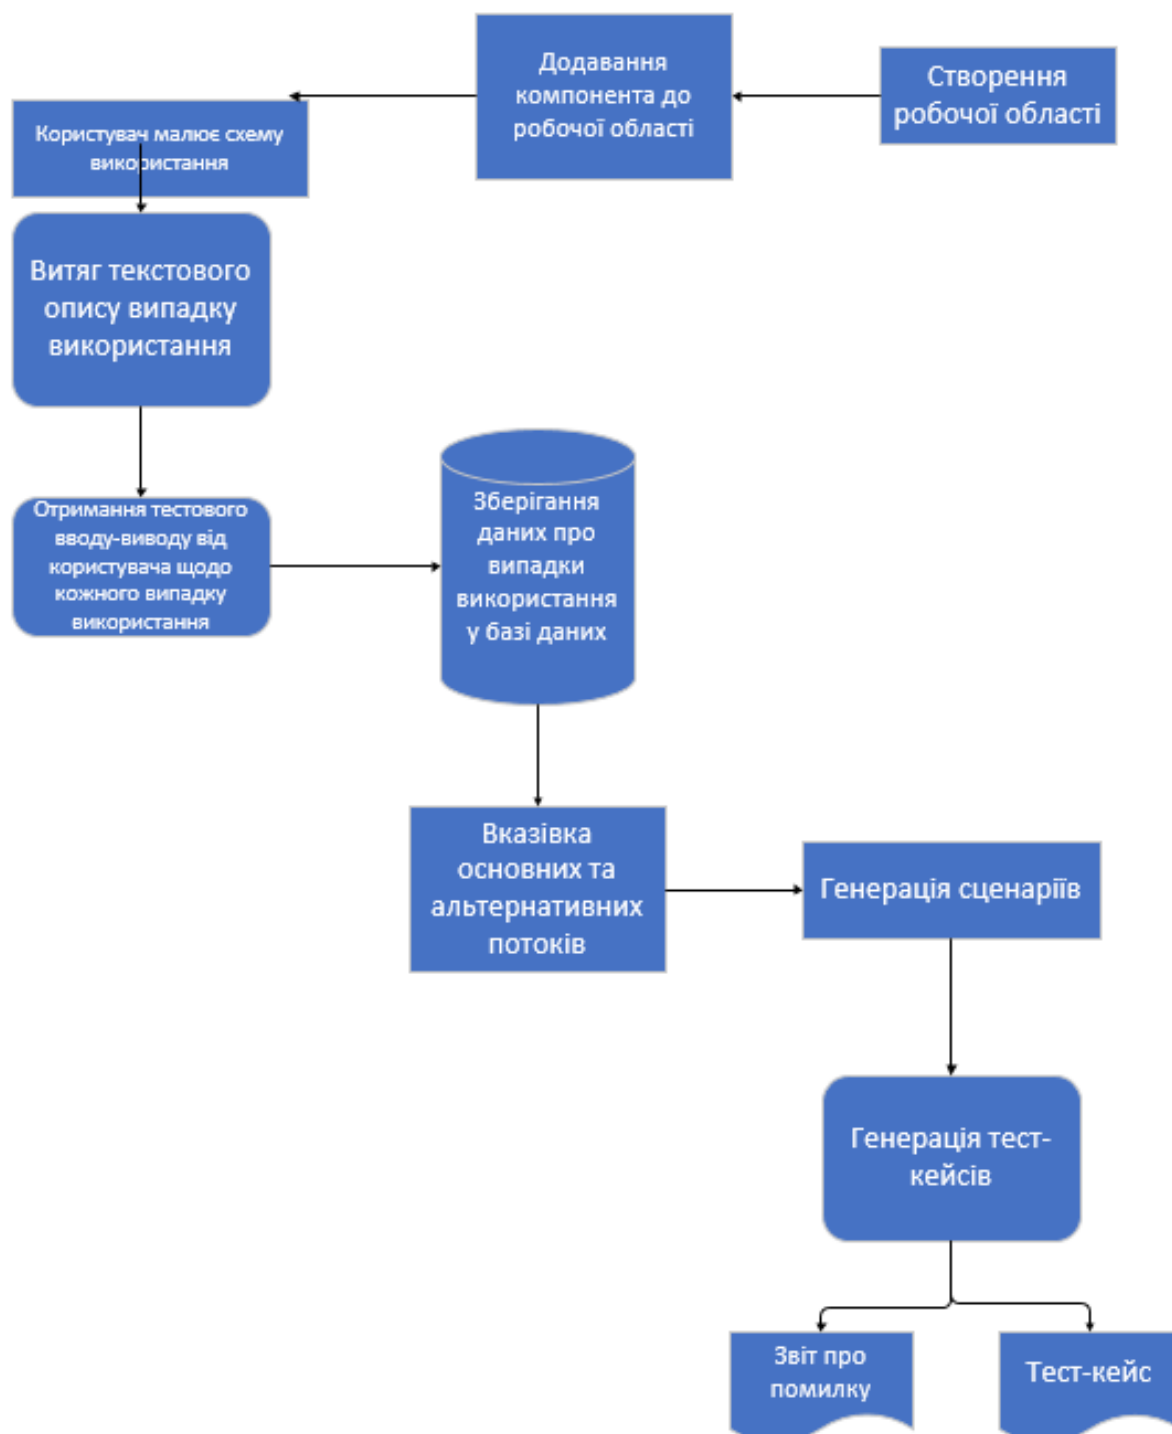 Створення
робочої області
Додавання
компонента до
робочої області
Користувач малює схему
використання
Витяг текстового
опису випадку
використання
Отримання тестового
вводу-виводу від
користувача щодо
кожного випадку
використання
Зберігання
даних про
випадки
використання
у базі даних
Вказівка
основних та
альтернативних
потоків
Генерація сценаріїв
Генерація тест-
кейсів
Звіт про
помилку
Тест-кейс